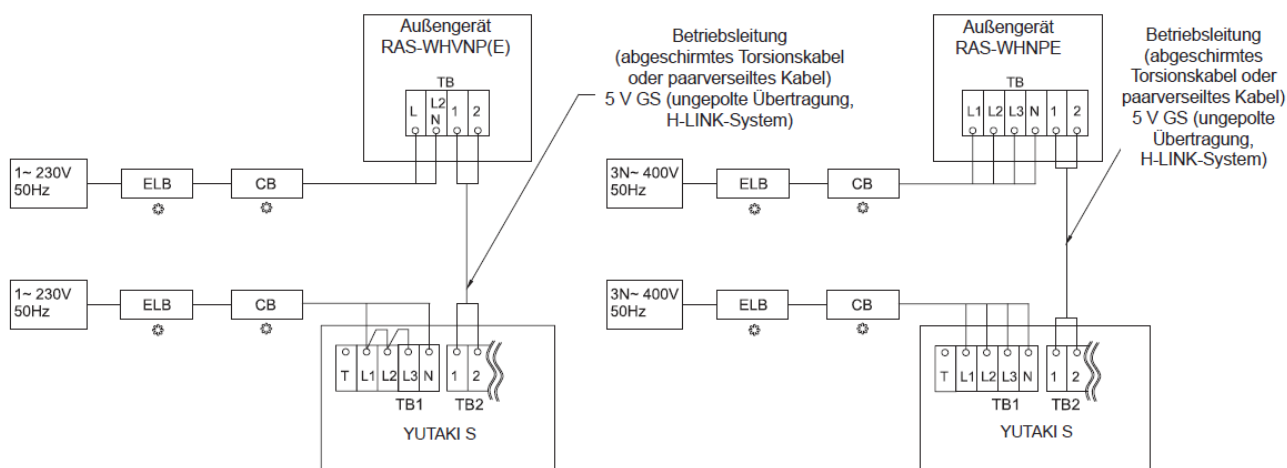 Außengerät
RAS-WHVNP(E)
TB
L
L2
N
1
2
Betriebsleitung
(abgeschirmtes Torsionskabel
oder paarverseiltes Kabel)
5 V GS (ungepolte Übertragung,
H-LINK-System)
1~ 230V
50Hz
ELB
CB
1~ 230V
50Hz
ELB
CB
T L1 L2 L3 N 1 2
TB1 TB2
YUTAKI S
Außengerät
RAS-WHNPE
TB
L1 L2 L3 N 1 2
Betriebsleitung
(abgeschirmtes
Torsionskabel oder
paarverseiltes Kabel)
5 V GS (ungepolte
Übertragung,
H-LINK-System)
3N~ 400V
50Hz
ELB
CB
3N~ 400V
50Hz
ELB
CB
T L1 L2 L3 N 1 2
TB1 TB2
YUTAKI S